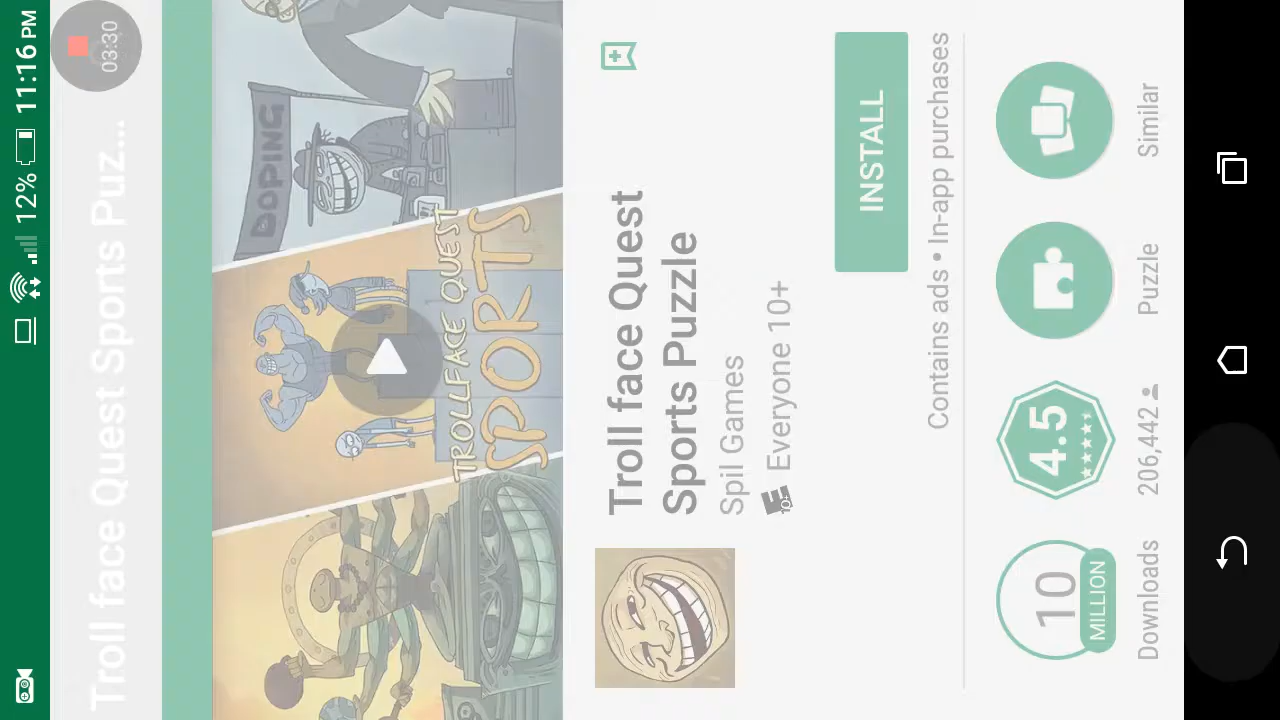 12% 11:16 PM
03:30
Troll face Quest Sports Puz...
DOPING
TROLLFACE QUEST
SPORTS
Troll face Quest
Sports Puzzle
Spil Games
E 10+ Everyone 10+
INSTALL
Contains ads • In-app purchases
10
MILLION
Downloads
4.5
206,442
Puzzle
Similar